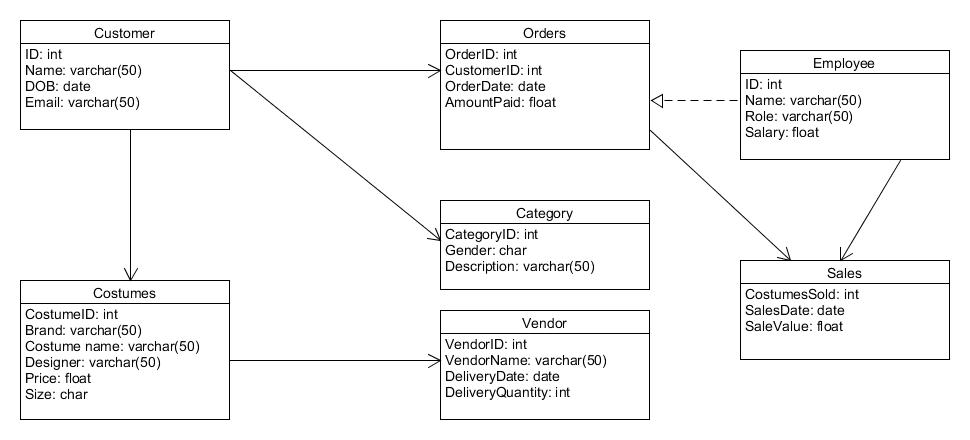 Customer
ID: int
Name: varchar(50)
DOB: date
Email: varchar(50)
Orders
OrderID: int
CustomerID: int
OrderDate: date
AmountPaid: float
Employee
ID: int
Name: varchar(50)
Role: varchar(50)
Salary: float
Category
CategoryID: int
Gender: char
Description: varchar(50)
Sales
CostumesSold: int
SalesDate: date
SaleValue: float
Costumes
CostumeID: int
Brand: varchar(50)
Costume name: varchar(50)
Designer: varchar(50)
Price: float
Size: char
Vendor
VendorID: int
VendorName: varchar(50)
DeliveryDate: date
DeliveryQuantity: int